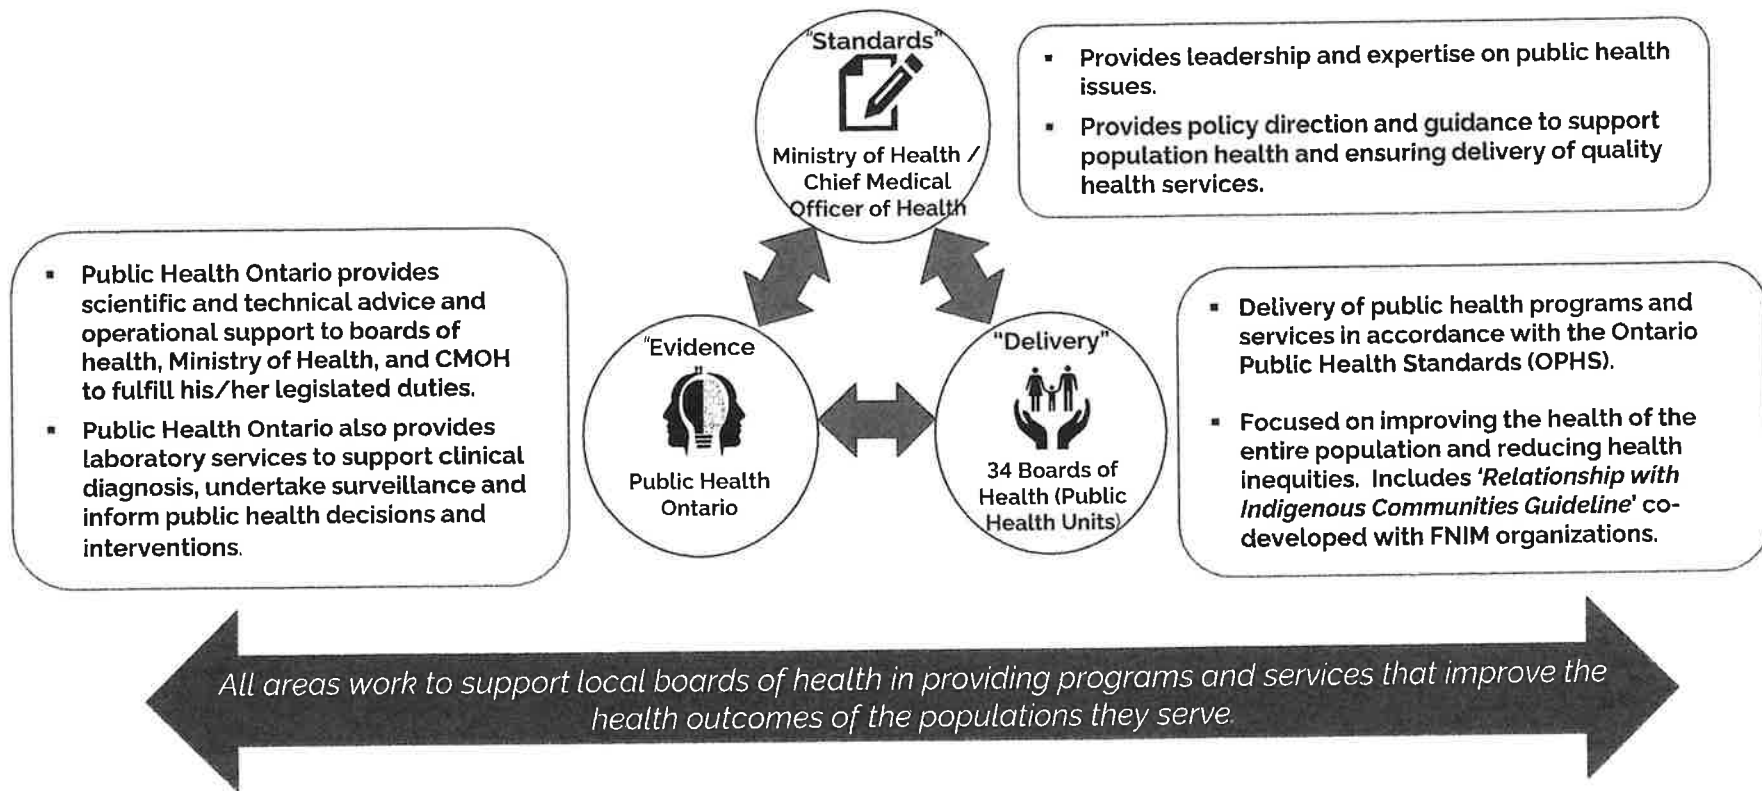 "Standards"
Ministry of Health /
Chief Medical
Officer of Health
▪ Provides leadership and expertise on public health
issues.
▪ Provides policy direction and guidance to support
population health and ensuring delivery of quality
health services.
▪ Public Health Ontario provides
scientific and technical advice and
operational support to boards of
health, Ministry of Health, and CMOH
to fulfill his/her legislated duties.
▪ Public Health Ontario also provides
laboratory services to support clinical
diagnosis, undertake surveillance and
inform public health decisions and
interventions.
"Evidence
Public Health
Ontario
"Delivery"
34 Boards of
Health (Public
Health Units)
▪ Delivery of public health programs and
services in accordance with the Ontario
Public Health Standards (OPHS).
▪ Focused on improving the health of the
entire population and reducing health
inequities. Includes 'Relationship with
Indigenous Communities Guideline' co-
developed with FNIM organizations.
All areas work to support local boards of health in providing programs and services that improve the
health outcomes of the populations they serve.